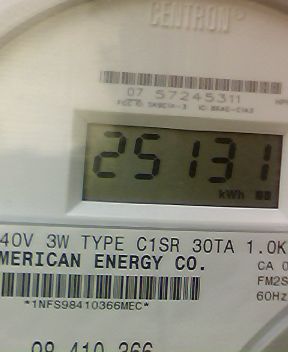 CENTRON®
07 57245311
25131
kWh
40V 3W TYPE C1SR 30TA 1.0K
MERICAN ENERGY CO.
CA 0
FM2S
60Hz
*1NFS98410366MEC*
98 410 366